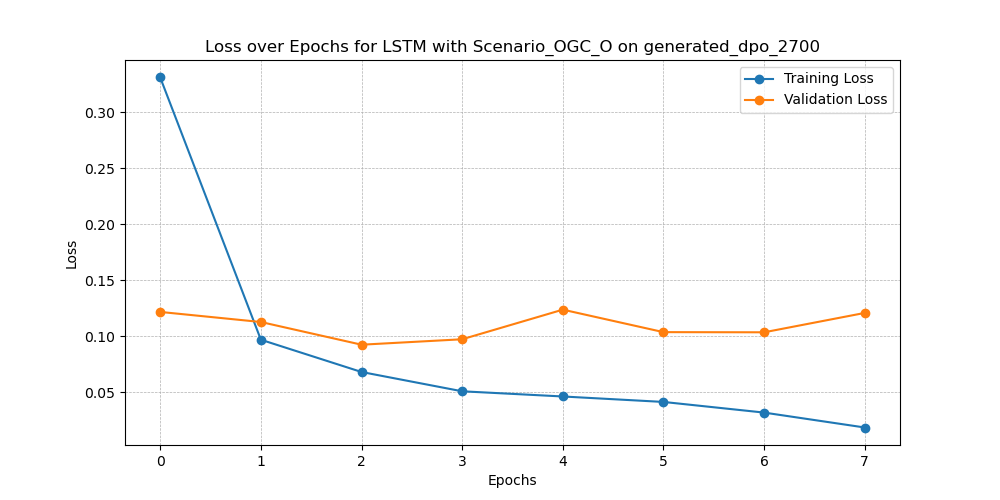 Loss over Epochs for LSTM with Scenario_OGC_O on generated_dpo_2700
Training Loss
Validation Loss
0.30
0.25
0.20
0.15
0.10
0.05
Loss
0 1 2 3 4 5 6 7
Epochs